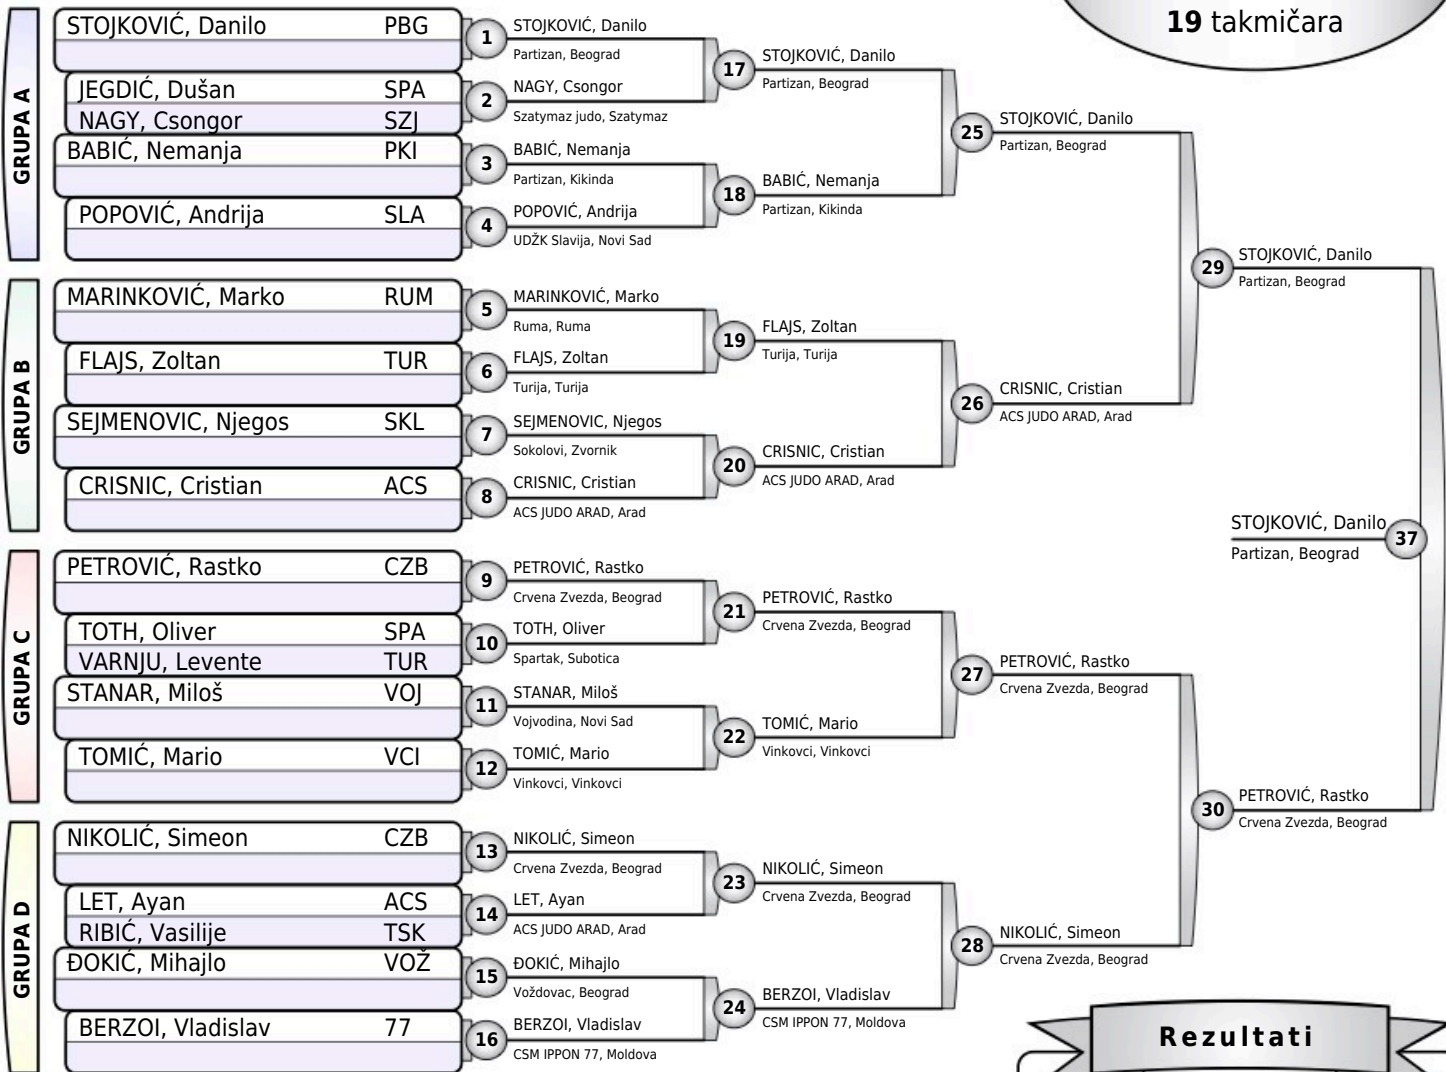 19 takmičara
GRUPA A
STOJKOVIĆ, Danilo PBG
JEGDIĆ, Dušan SPA
NAGY, Csongor SZJ
BABIĆ, Nemanja PKI
POPOVIĆ, Andrija SLA
GRUPA B
MARINKOVIĆ, Marko RUM
FLAJS, Zoltan TUR
SEJMENOVIC, Njegos SKL
CRISNIC, Cristian ACS
GRUPA C
PETROVIĆ, Rastko CZB
TOTH, Oliver SPA
VARNJU, Levente TUR
STANAR, Miloš VOJ
TOMIĆ, Mario VCI
GRUPA D
NIKOLIĆ, Simeon CZB
LET, Ayan ACS
RIBIĆ, Vasilije TSK
ĐOKIĆ, Mihajlo VOŽ
BERZOI, Vladislav 77
1 STOJKOVIĆ, Danilo
Partizan, Beograd
2 NAGY, Csongor
Szatymaz judo, Szatymaz
3 BABIĆ, Nemanja
Partizan, Kikinda
4 POPOVIĆ, Andrija
UDŽK Slavija, Novi Sad
5 MARINKOVIĆ, Marko
Ruma, Ruma
6 FLAJS, Zoltan
Turija, Turija
7 SEJMENOVIC, Njegos
Sokolovi, Zvornik
8 CRISNIC, Cristian
ACS JUDO ARAD, Arad
9 PETROVIĆ, Rastko
Crvena Zvezda, Beograd
10 TOTH, Oliver
Spartak, Subotica
11 STANAR, Miloš
Vojvodina, Novi Sad
12 TOMIĆ, Mario
Vinkovci, Vinkovci
13 NIKOLIĆ, Simeon
Crvena Zvezda, Beograd
14 LET, Ayan
ACS JUDO ARAD, Arad
15 ĐOKIĆ, Mihajlo
Voždovac, Beograd
16 BERZOI, Vladislav
CSM IPPON 77, Moldova
17 STOJKOVIĆ, Danilo
Partizan, Beograd
18 BABIĆ, Nemanja
Partizan, Kikinda
19 FLAJS, Zoltan
Turija, Turija
20 CRISNIC, Cristian
ACS JUDO ARAD, Arad
21 PETROVIĆ, Rastko
Crvena Zvezda, Beograd
22 TOMIĆ, Mario
Vinkovci, Vinkovci
23 NIKOLIĆ, Simeon
Crvena Zvezda, Beograd
24 BERZOI, Vladislav
CSM IPPON 77, Moldova
25 STOJKOVIĆ, Danilo
Partizan, Beograd
26 CRISNIC, Cristian
ACS JUDO ARAD, Arad
27 PETROVIĆ, Rastko
Crvena Zvezda, Beograd
28 NIKOLIĆ, Simeon
Crvena Zvezda, Beograd
29 STOJKOVIĆ, Danilo
Partizan, Beograd
30 PETROVIĆ, Rastko
Crvena Zvezda, Beograd
STOJKOVIĆ, Danilo 37
Partizan, Beograd
Rezultati